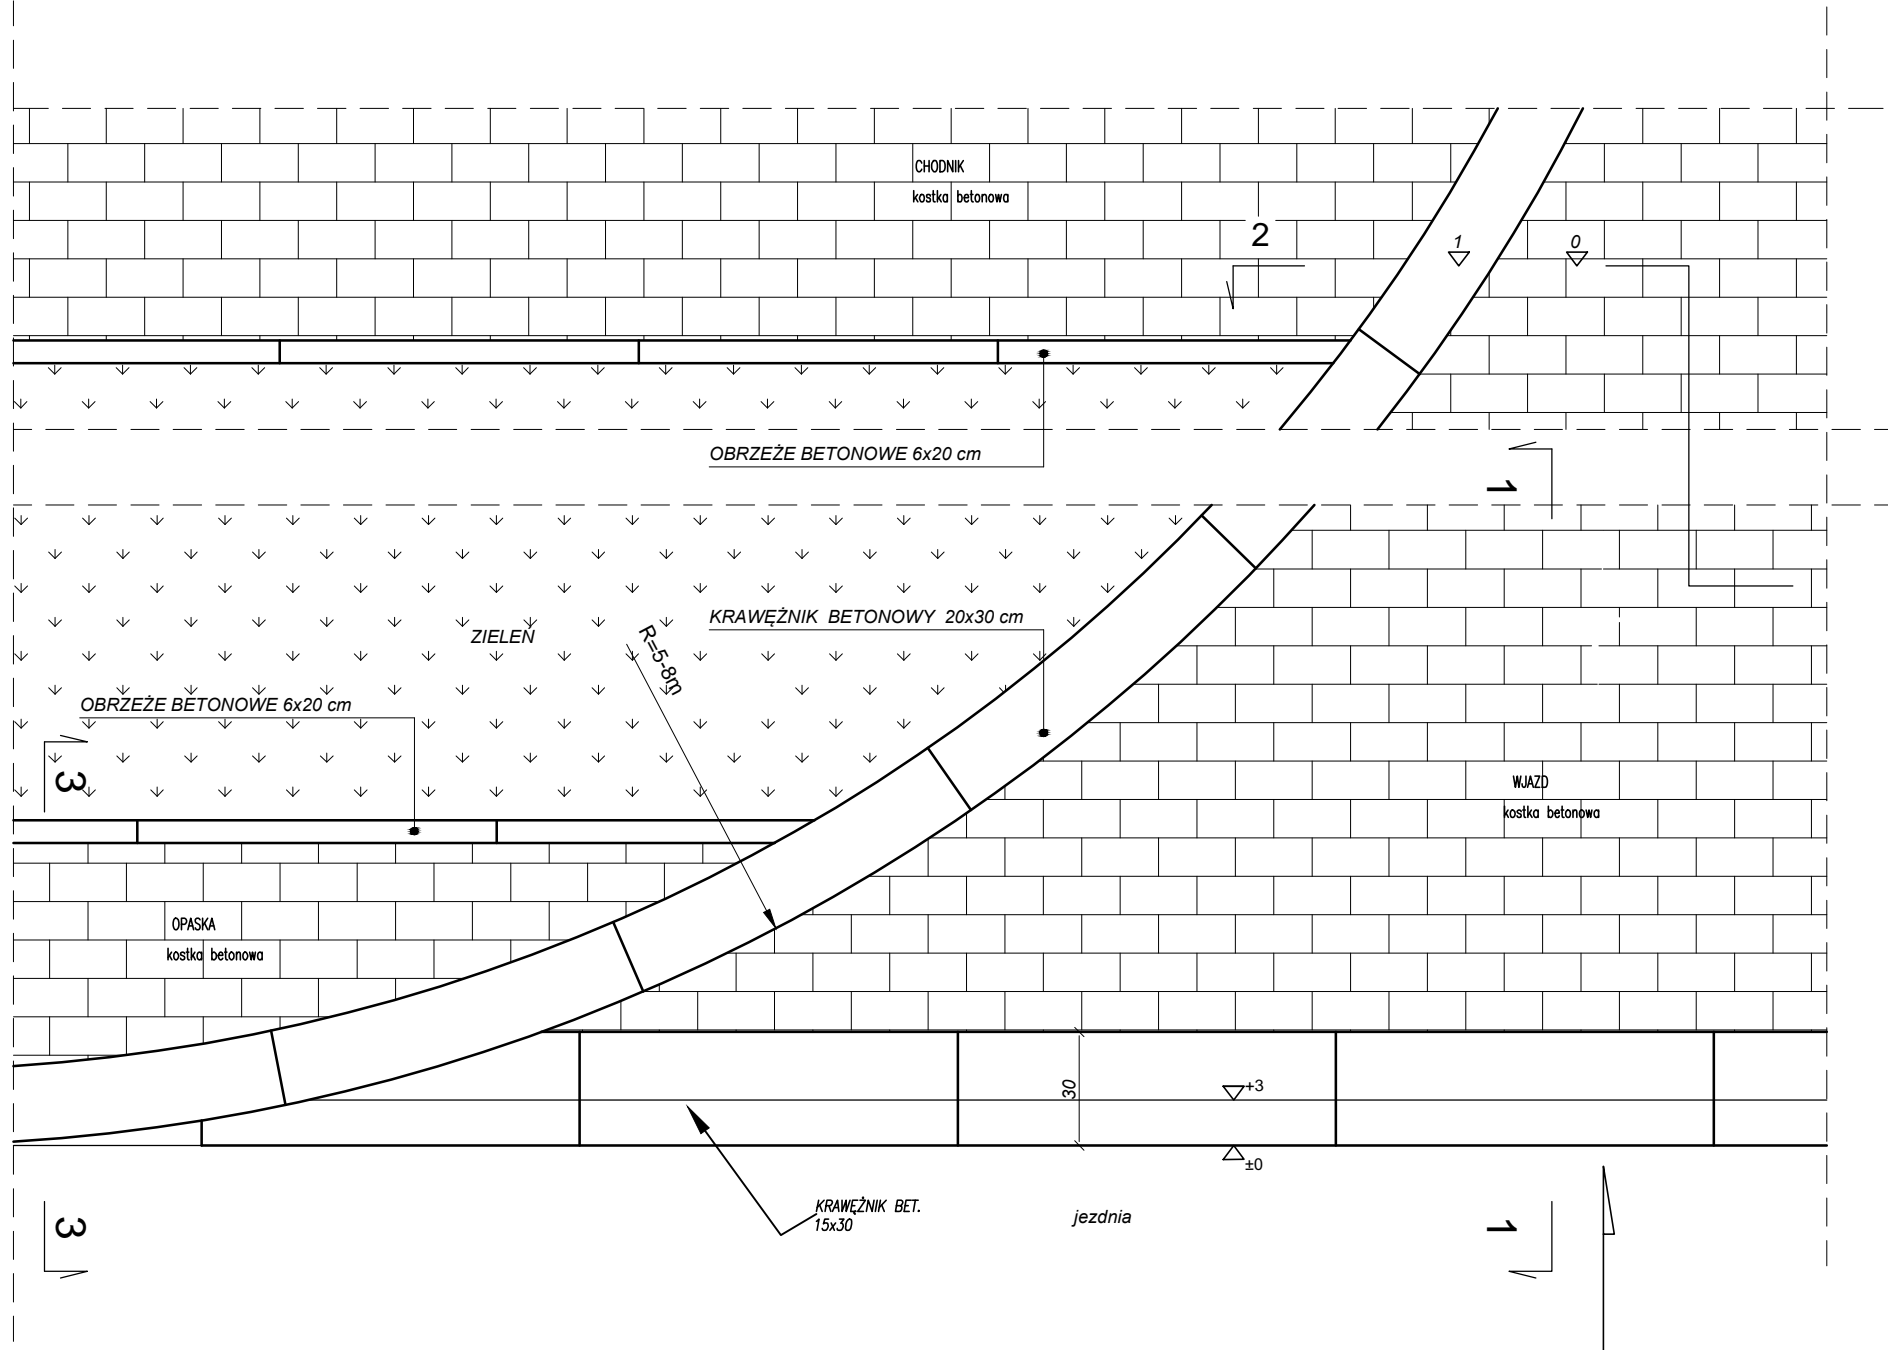 CHODNIK
kostka betonowa
2
1
0
OBRZEŻE BETONOWE 6x20 cm
1
KRAWĘŻNIK BETONOWY 20x30 cm
ZIELEŃ
R=5-8m
OBRZEŻE BETONOWE 6x20 cm
3
WJAZD
kostka betonowa
OPASKA
kostka betonowa
30
+3
±0
KRAWĘŻNIK BET.
15x30
jezdnia
3
1